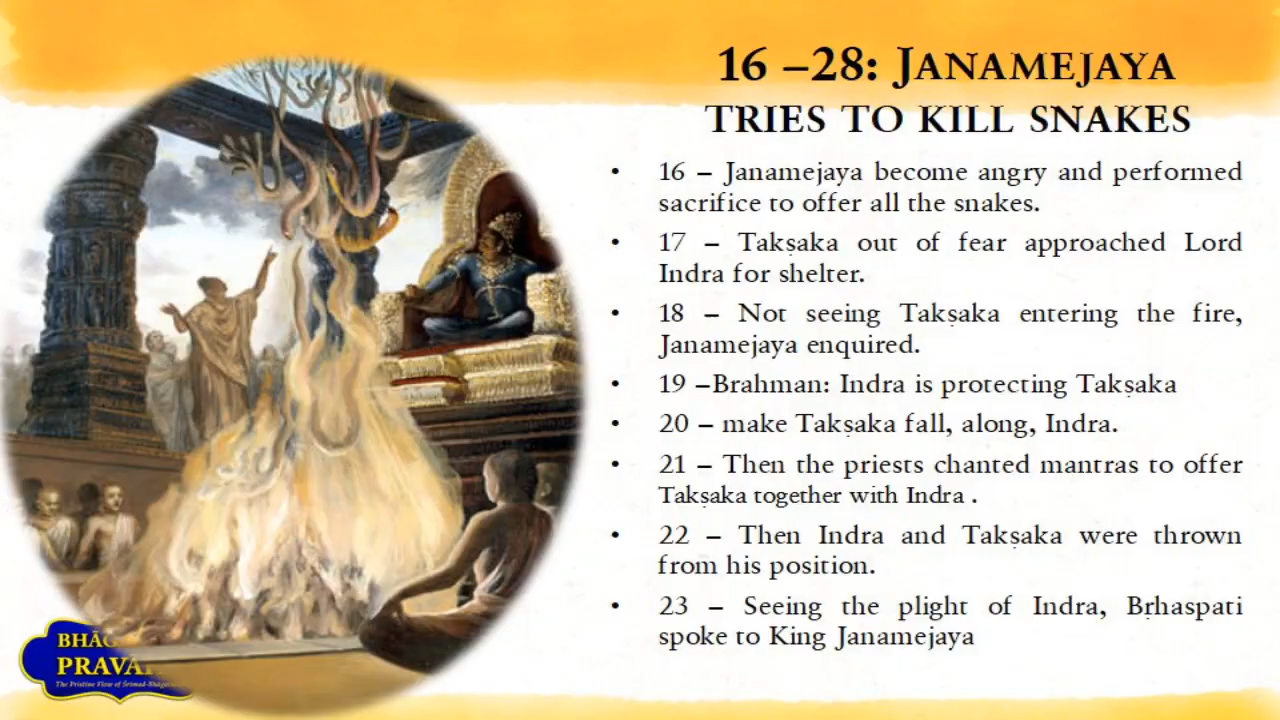 16 –28: JANAMEJAYA
TRIES TO KILL SNAKES
• 16 – Janamejaya become angry and performed
sacrifice to offer all the snakes.
• 17 – Takṣaka out of fear approached Lord
Indra for shelter.
• 18 – Not seeing Takṣaka entering the fire,
Janamejaya enquired.
• 19 –Brahman: Indra is protecting Takṣaka
• 20 – make Takṣaka fall, along, Indra.
• 21 – Then the priests chanted mantras to offer
Takṣaka together with Indra .
• 22 – Then Indra and Takṣaka were thrown
from his position.
• 23 – Seeing the plight of Indra, Bṛhaspati
spoke to King Janamejaya
The Pristine Flow of